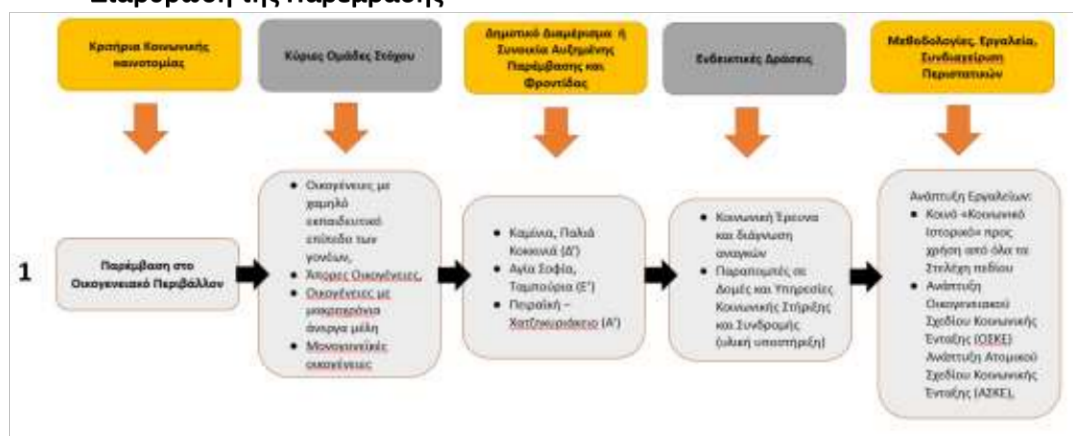 Διάρθρωση της Παρέμβασης
Κριτήρια Κοινωνικής
καινοτομίας
Κύριες Ομάδες Στόχου
Δημοτικό Διαμέρισμα ή
Συνοικία Αυξημένης
Παρέμβασης και
Φροντίδας
Ενδεικτικές Δράσεις
Μεθοδολογίες, Εργαλεία,
Συνδιαχείριση
Περιστατικών
1
Παρέμβαση στο
Οικογενειακό Περιβάλλον
● Οικογένειες με
χαμηλό
εκπαιδευτικό
επίπεδο των
γονέων,
● Άπορες Οικογένειες,
● Οικογένειες με
μακροχρόνια
άνεργα μέλη
● Μονογονεϊκές
οικογένειες
● Καμίνια, Παλιά
Κοκκινιά (Δ')
● Αγία Σοφία,
Ταμπούρια (Ε')
● Πειραϊκή –
Χατζηκυριάκειο (Α')
● Κοινωνική Έρευνα
και διάγνωση
αναγκών
● Παραπομπές σε
Δομές και Υπηρεσίες
Κοινωνικής Στήριξης
και Συνδρομής
(υλική υποστήριξη)
Ανάπτυξη Εργαλείων:
● Κοινό «Κοινωνικό
Ιστορικό» προς
χρήση από όλα τα
Στελέχη πεδίου
● Ανάπτυξη
Οικογενειακού
Σχεδίου Κοινωνικής
Ένταξης (ΟΣΚΕ)
Ανάπτυξη Ατομικού
Σχεδίου Κοινωνικής
Ένταξης (ΑΣΚΕ),